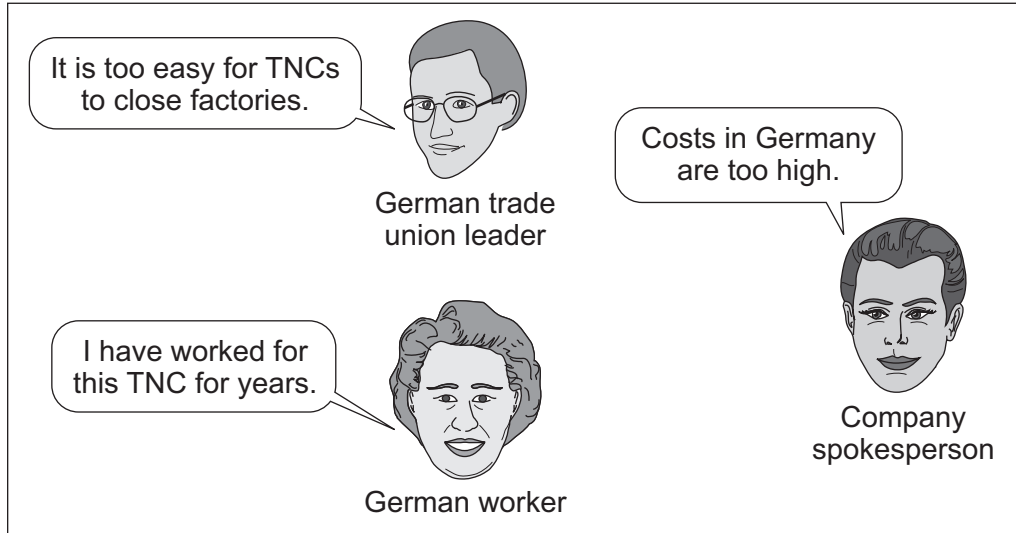 It is too easy for TNCs
to close factories.
German trade
union leader
Costs in Germany
are too high.
Company
spokesperson
I have worked for
this TNC for years.
German worker